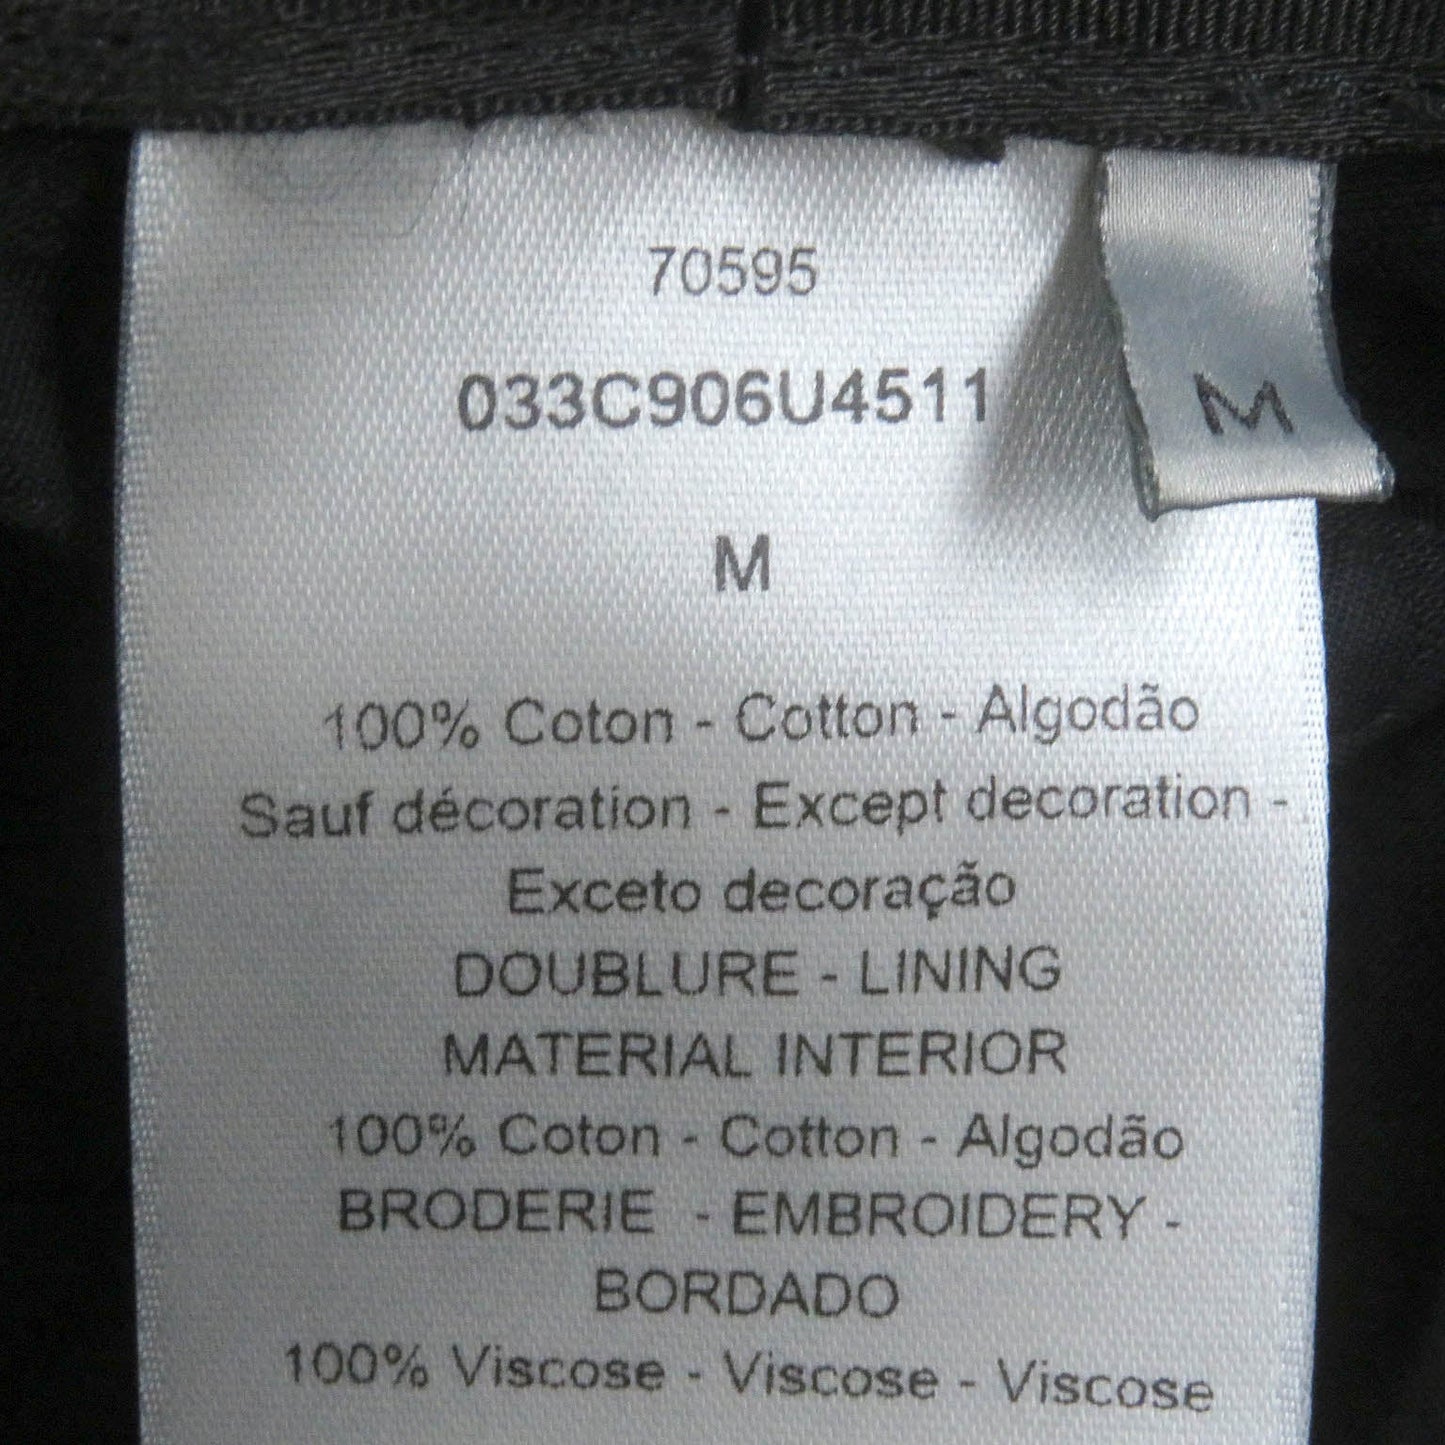 70595
033C906U4511
M
M
100% Coton - Cotton - Algodão
Sauf décoration - Except decoration -
Exceto decoração
DOUBLURE - LINING
MATERIAL INTERIOR
100% Coton - Cotton - Algodão
BRODERIE - EMBROIDERY -
BORDADO
100% Viscose - Viscose - Viscose